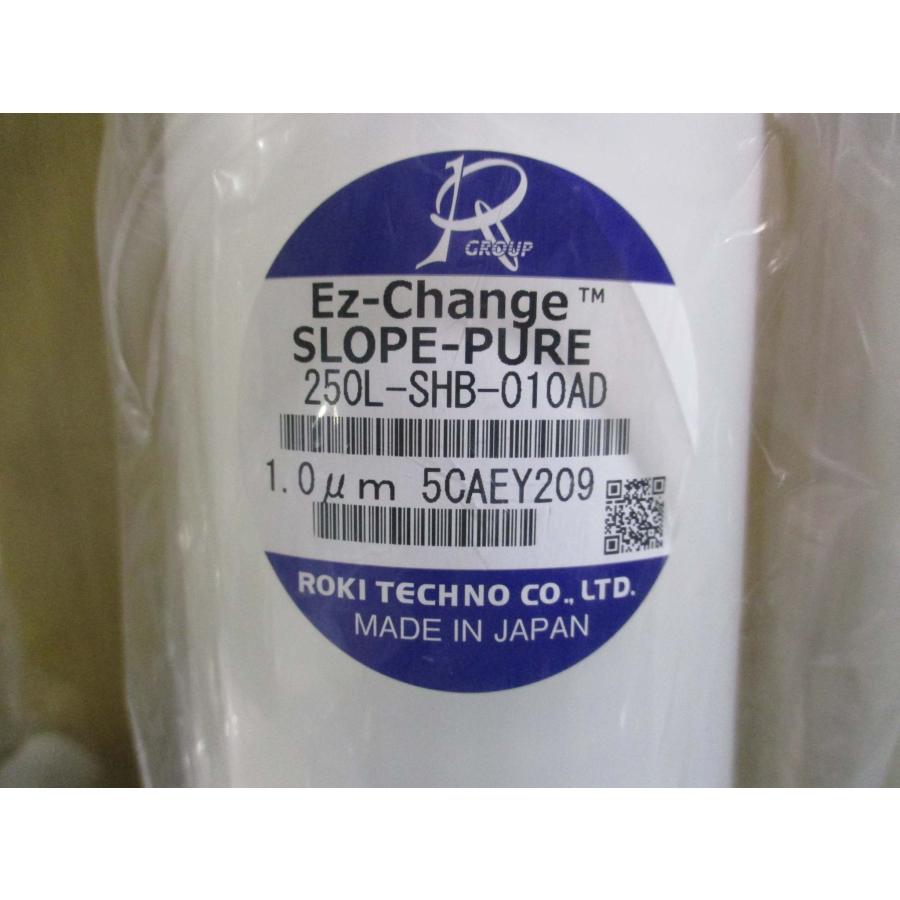 R
GROUP
Ez-Change™
SLOPE-PURE
250L-SHB-010AD
1.0μm 5CAEY209
ROKI TECHNO CO., LTD.
MADE IN JAPAN